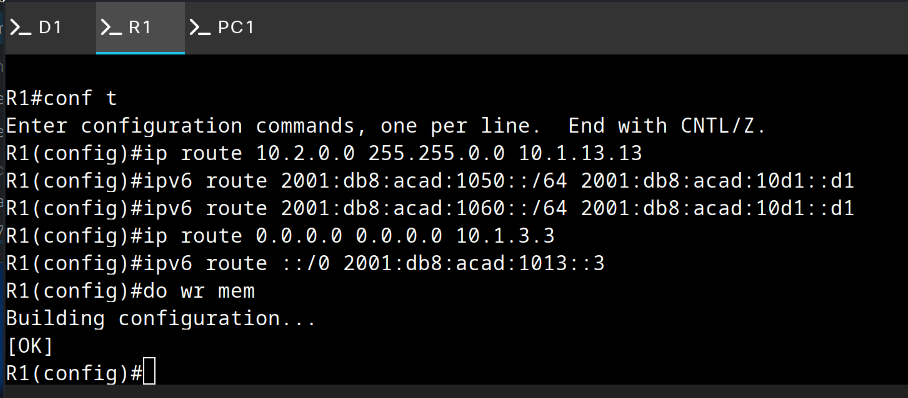 D1 R1 PC1
R1#conf t
Enter configuration commands, one per line.  End with CNTL/Z.
R1(config)#ip route 10.2.0.0 255.255.0.0 10.1.13.13
R1(config)#ipv6 route 2001:db8:acad:1050::/64 2001:db8:acad:10d1::d1
R1(config)#ipv6 route 2001:db8:acad:1060::/64 2001:db8:acad:10d1::d1
R1(config)#ip route 0.0.0.0 0.0.0.0 10.1.3.3
R1(config)#ipv6 route ::/0 2001:db8:acad:1013::3
R1(config)#do wr mem
Building configuration...
[OK]
R1(config)#